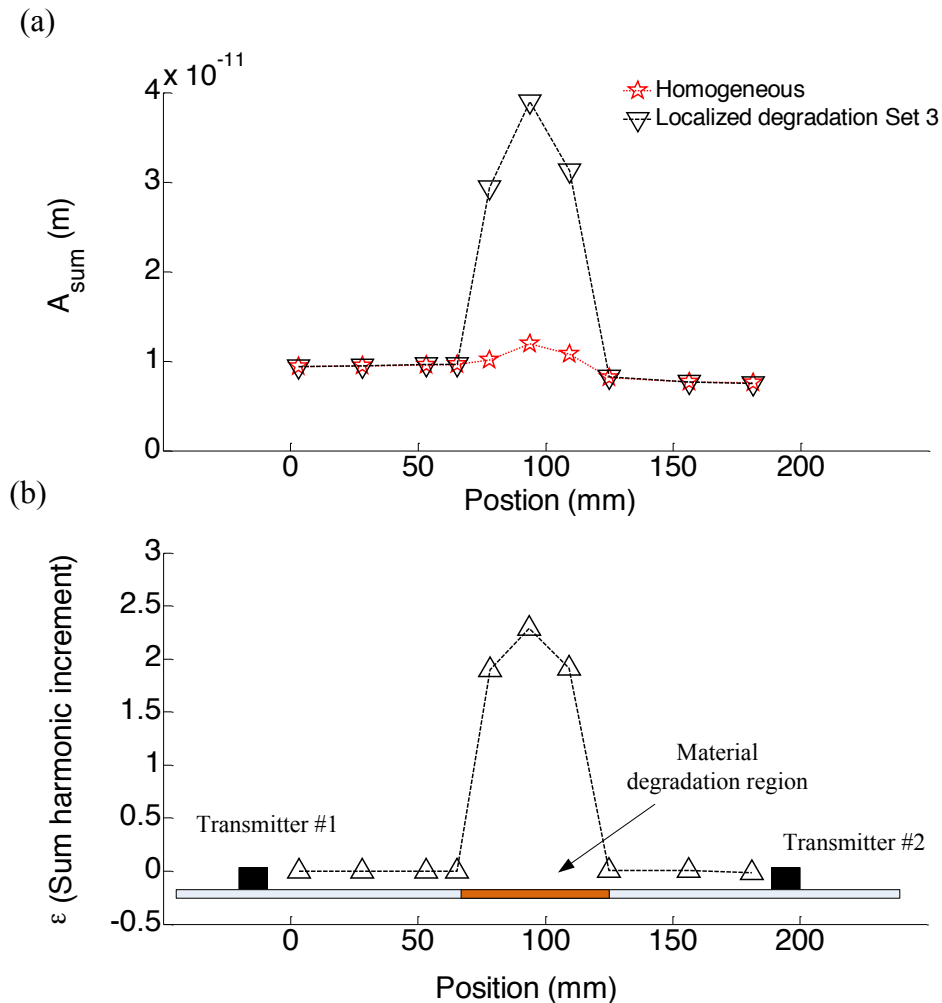 (a)
4 x 10^-11
Homogeneous
Localized degradation Set 3
3
2
1
0
A_sum (m)
0 50 100 150 200
Postion (mm)
(b)
3
2.5
2
1.5
1
0.5
0
-0.5
ε (Sum harmonic increment)
Material
degradation region
Transmitter #1
Transmitter #2
0 50 100 150 200
Position (mm)